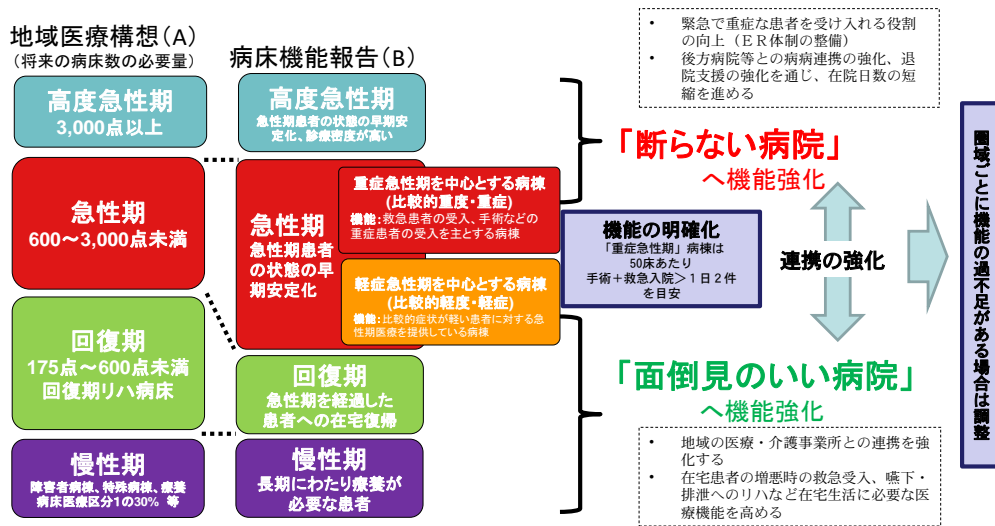 地域医療構想(A)
(将来の病床数の必要量)
高度急性期
3,000点以上
急性期
600～3,000点未満
回復期
175点～600点未満
回復期リハ病床
慢性期
障害者病棟、特殊病棟、療養
病床医療区分1の30% 等
病床機能報告(B)
高度急性期
急性期患者の状態の早期安
定化、診療密度が高い
急性期
急性期患者
の状態の早
期安定化
重症急性期を中心とする病棟
(比較的重度・重症)
機能:救急患者の受入、手術などの
重症患者の受入を主とする病棟
軽症急性期を中心とする病棟
(比較的軽度・軽症)
機能:比較的症状が軽い患者に対する急
性期医療を提供している病棟
回復期
急性期を経過した
患者への在宅復帰
慢性期
長期にわたり療養が
必要な患者
機能の明確化
「重症急性期」病棟は
50床あたり
手術＋救急入院＞１日２件
を目安
• 緊急で重症な患者を受け入れる役割
の向上（ＥＲ体制の整備）
• 後方病院等との病病連携の強化、退
院支援の強化を通じ、在院日数の短
縮を進める
「断らない病院」
へ機能強化
連携の強化
「面倒見のいい病院」
へ機能強化
• 地域の医療・介護事業所との連携を強
化する
• 在宅患者の増悪時の救急受入、嚥下・
排泄へのリハなど在宅生活に必要な医
療機能を高める
圏域ごとに機能の過不足がある場合は調整